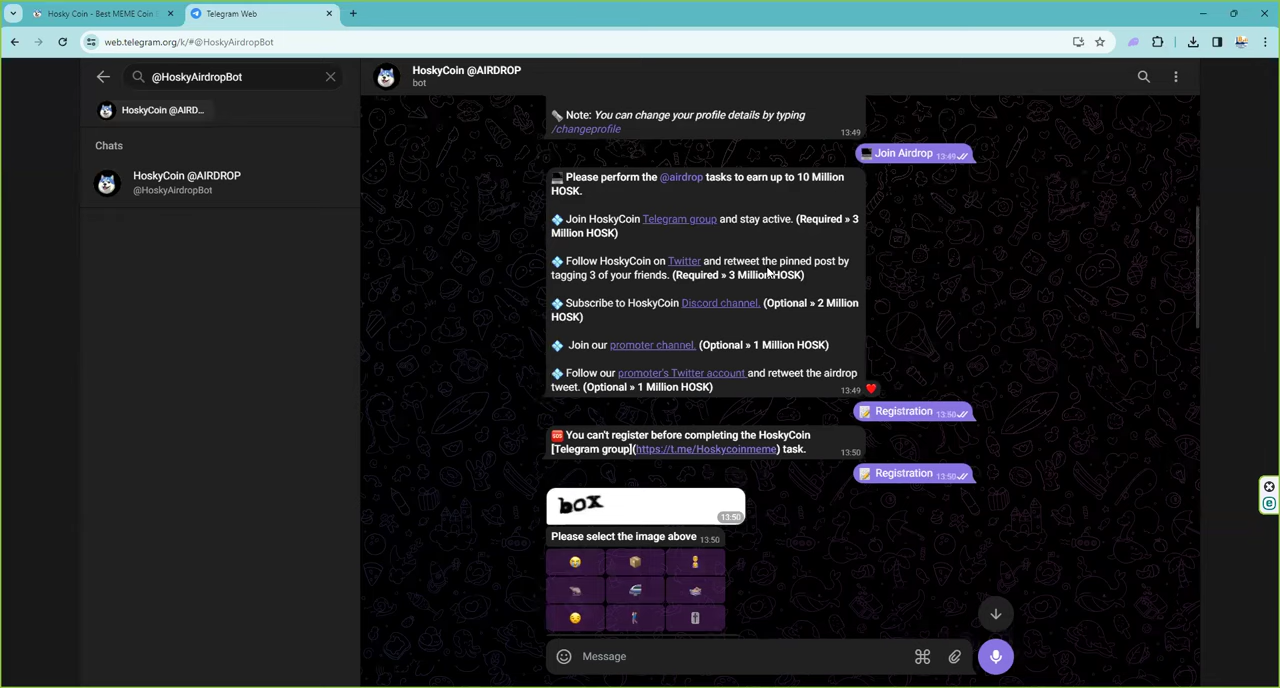 Hosky Coin - Best MEME Coin
Telegram Web
web.telegram.org/k/#@HoskyAirdropBot
@HoskyAirdropBot
HoskyCoin @AIRD...
Chats
HoskyCoin @AIRDROP
@HoskyAirdropBot
HoskyCoin @AIRDROP
bot
Note: You can change your profile details by typing
/changeprofile
13:49
Join Airdrop 13:49
Please perform the @airdrop tasks to earn up to 10 Million
HOSK.
Join HoskyCoin Telegram group and stay active. (Required » 3
Million HOSK)
Follow HoskyCoin on Twitter and retweet the pinned post by
tagging 3 of your friends. (Required » 3 Million HOSK)
Subscribe to HoskyCoin Discord channel. (Optional » 2 Million
HOSK)
Join our promoter channel. (Optional » 1 Million HOSK)
Follow our promoter's Twitter account and retweet the airdrop
tweet. (Optional » 1 Million HOSK)
13:49
Registration 13:50
SOS You can't register before completing the HoskyCoin
[Telegram group](https://t.me/Hoskycoinmeme) task.
13:50
Registration 13:50
box
13:50
Please select the image above 13:50
Message